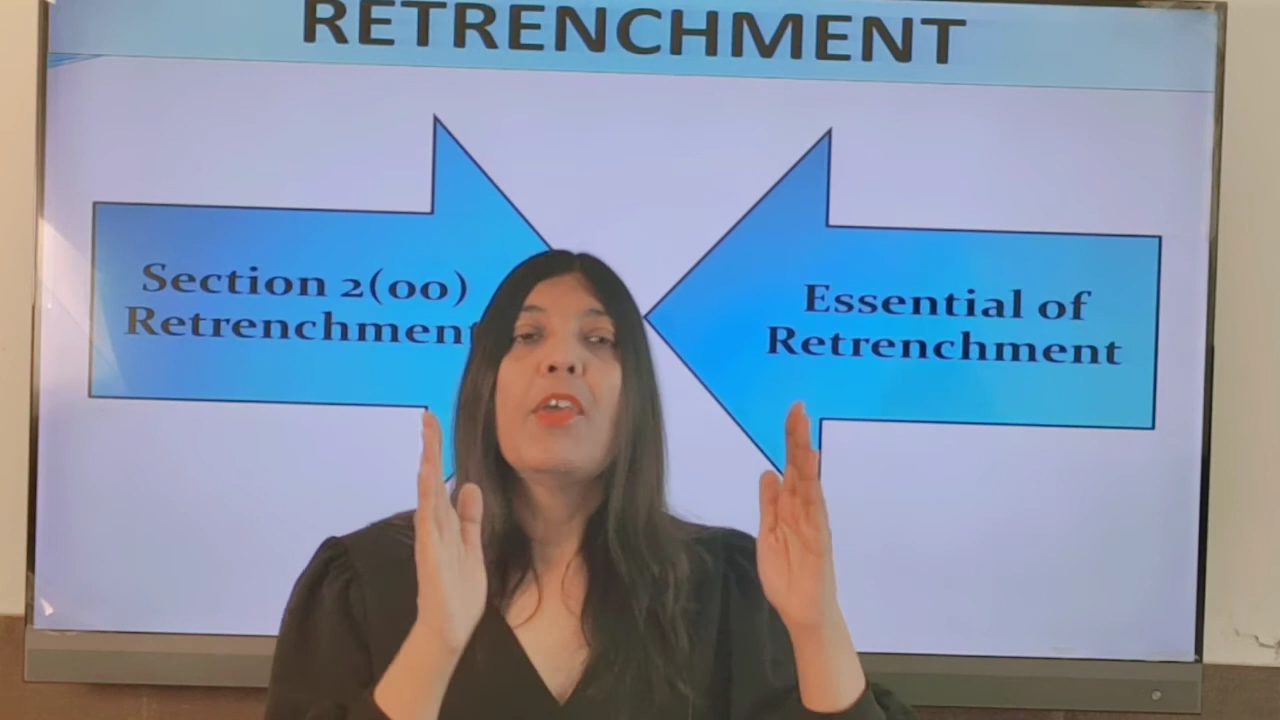 RETRENCHMENT
Section 2(oo)
Retrenchment
Essential of
Retrenchment